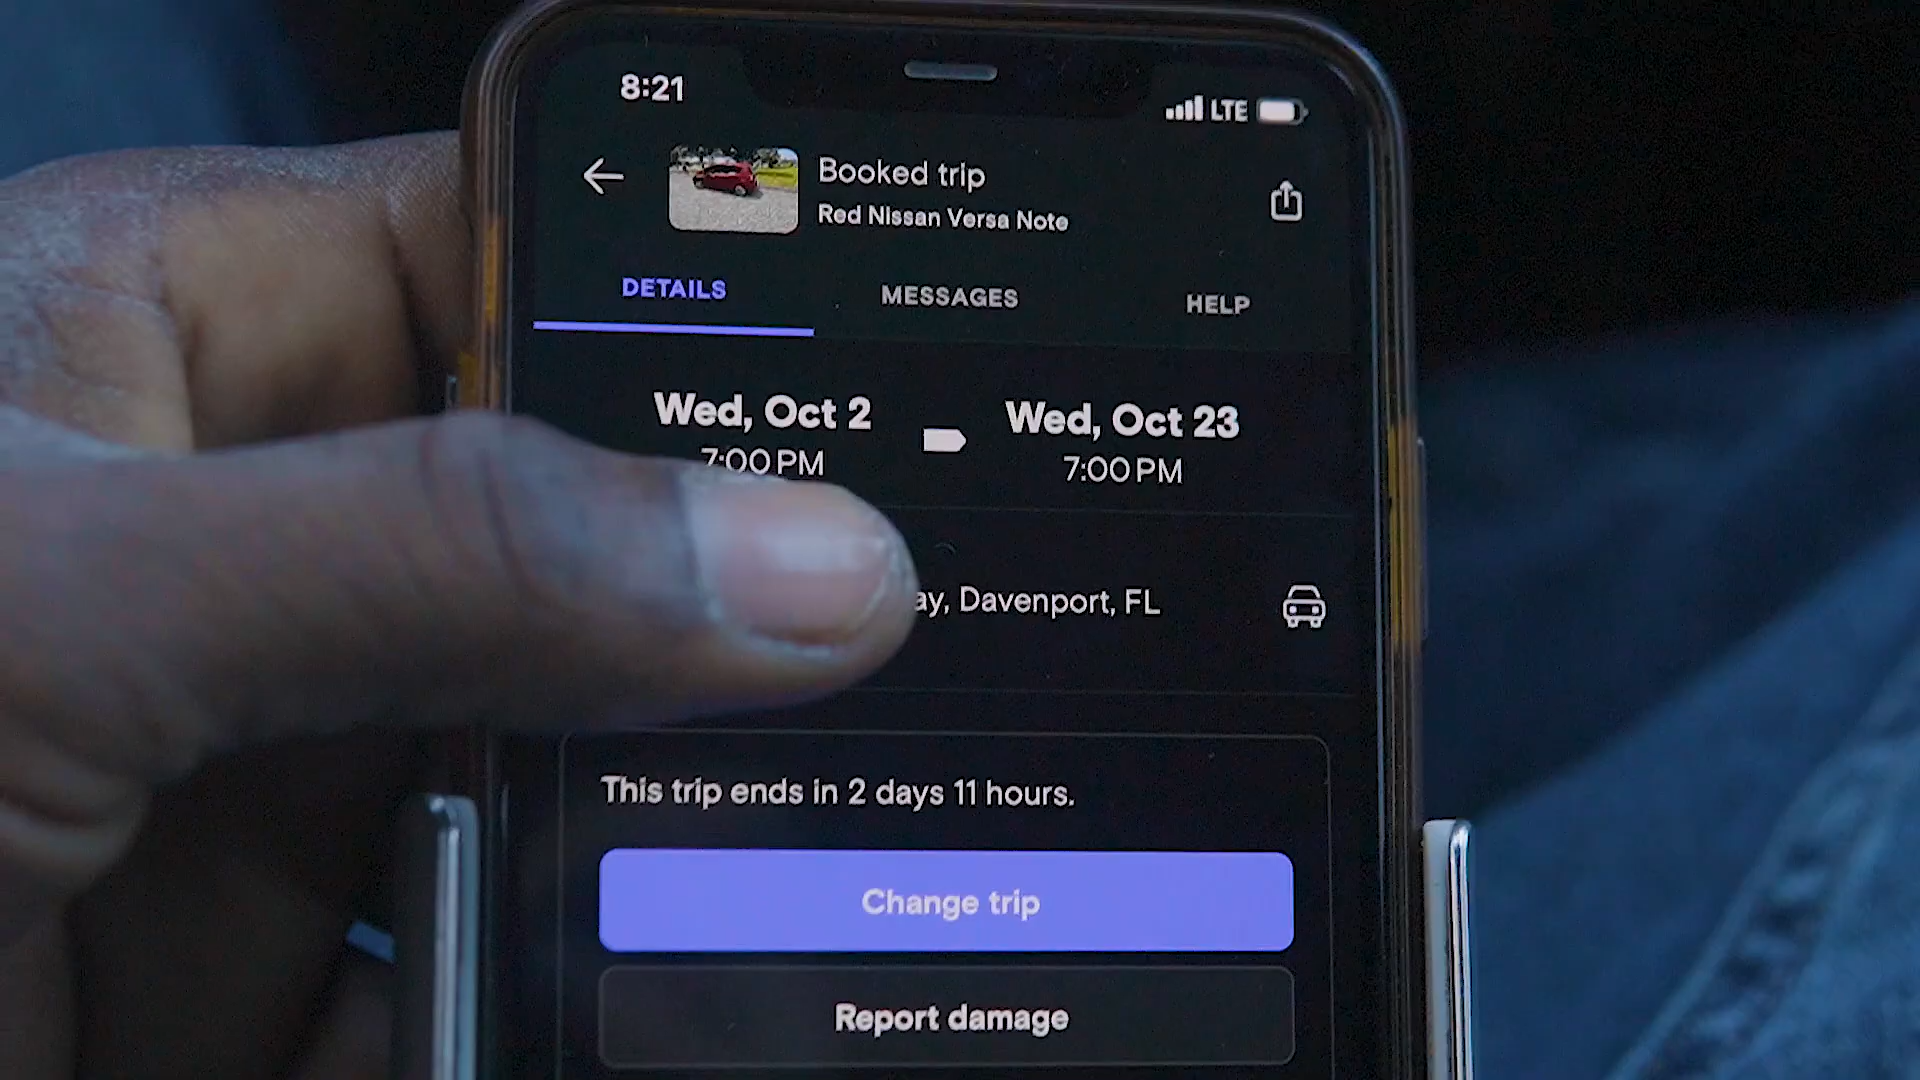 8:21
LTE
Booked trip
Red Nissan Versa Note
DETAILS MESSAGES HELP
Wed, Oct 2 Wed, Oct 23
7:00 PM 7:00 PM
Davenport, FL
This trip ends in 2 days 11 hours.
Change trip
Report damage